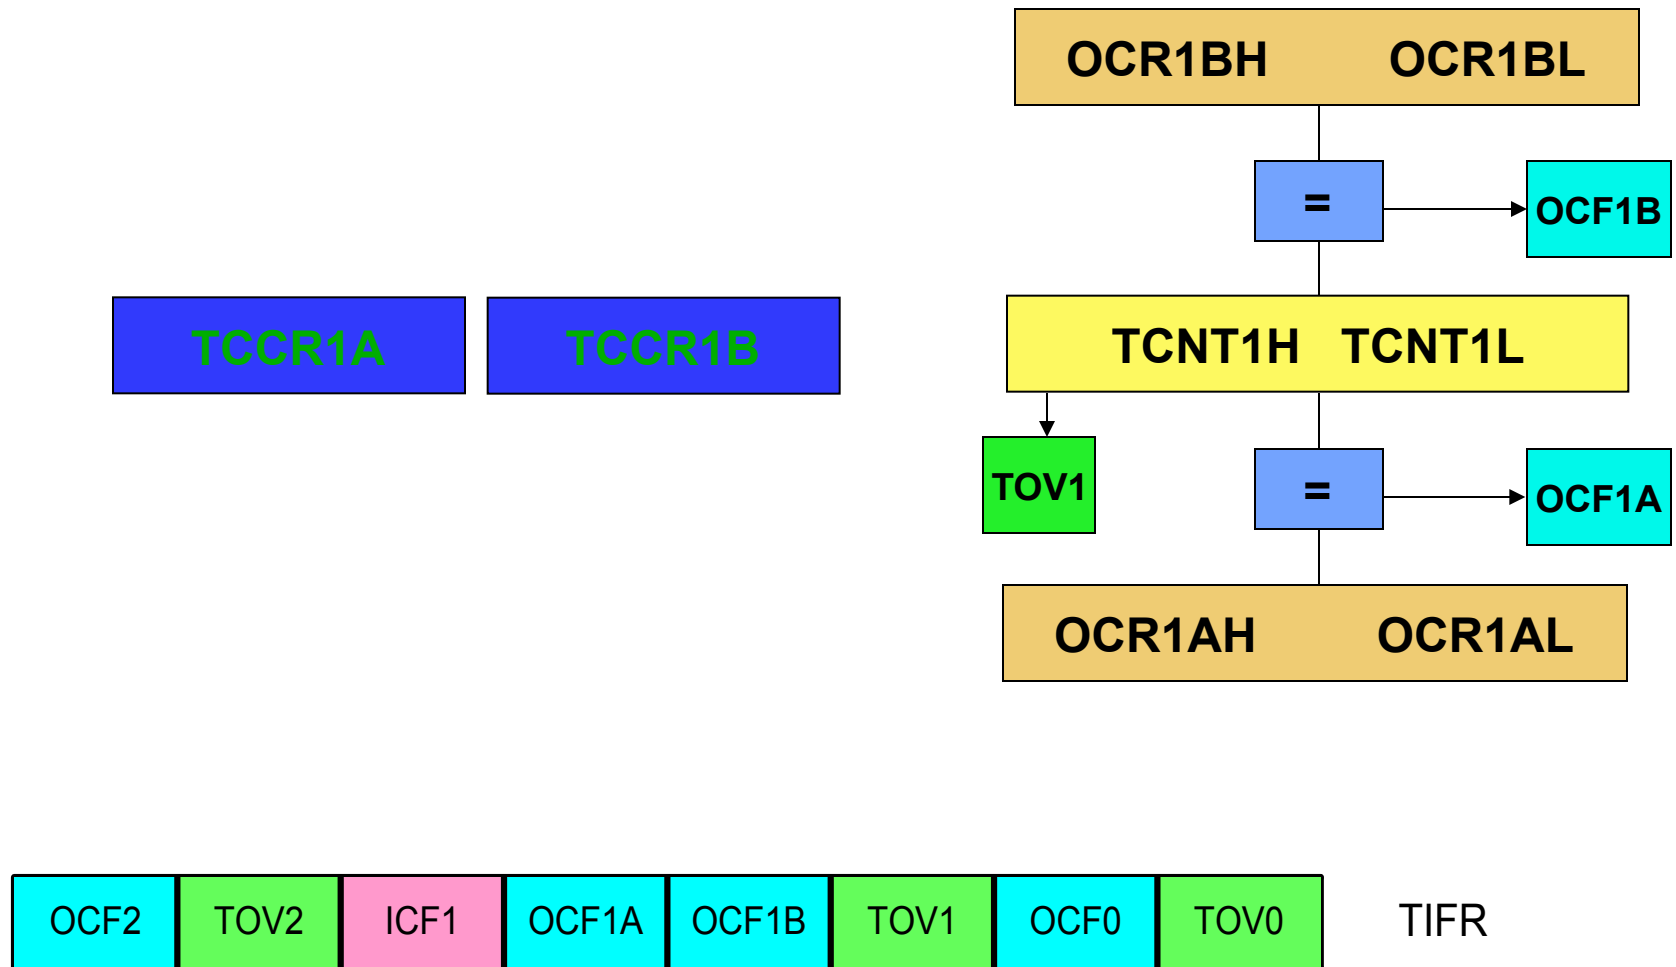 OCR1BH OCR1BL
=
OCF1B
TCCR1A TCCR1B
TCNT1H TCNT1L
TOV1
=
OCF1A
OCR1AH OCR1AL
OCF2 TOV2 ICF1 OCF1A OCF1B TOV1 OCF0 TOV0 TIFR